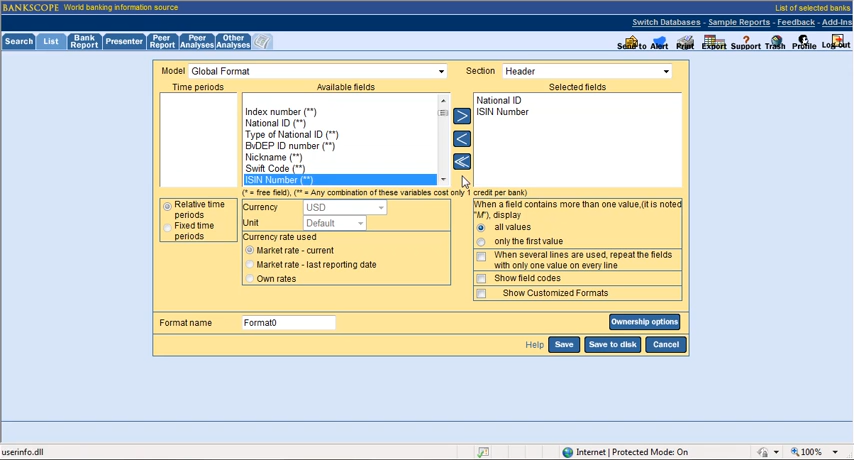 BANKSCOPE World banking information source
List of selected banks
Switch Databases - Sample Reports - Feedback - Add-Ins
Search List Bank Report Presenter Peer Report Peer Analyses Other Analyses
Send to Alert Print Export Support Trash Profile Log out
Model Global Format Section Header
Time periods Available fields Selected fields
Index number (**)
National ID (**)
Type of National ID (**)
BvDEP ID number (**)
Nickname (**)
Swift Code (**)
ISIN Number (**)
National ID
ISIN Number
(* = free field), (** = Any combination of these variables cost only 1 credit per bank)
Relative time periods
Fixed time periods
Currency USD
Unit Default
Currency rate used
Market rate - current
Market rate - last reporting date
Own rates
When a field contains more than one value,(it is noted
"M"), display
all values
only the first value
When several lines are used, repeat the fields
with only one value on every line
Show field codes
Show Customized Formats
Format name Format0 Ownership options
Help Save Save to disk Cancel
userinfo.dll Internet | Protected Mode: On 100%